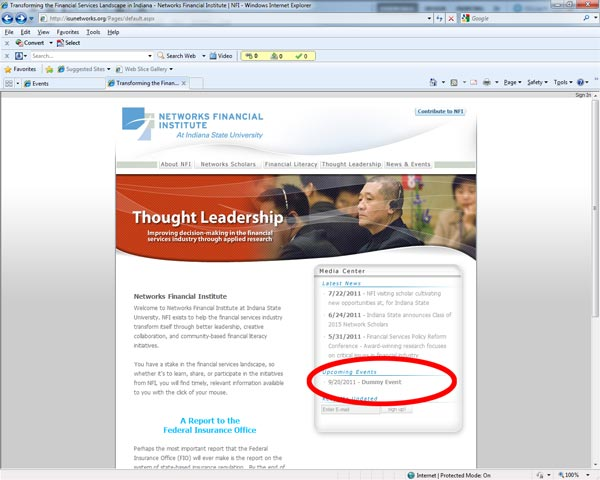 Transforming the Financial Services Landscape in Indiana - Networks Financial Institute | NFI - Windows Internet Explorer
http://isunetworks.org/Pages/default.aspx
Google
File Edit View Favorites Tools Help
Convert Select
Search... Search Web Video 0 0 0
Favorites Suggested Sites Web Slice Gallery
Events Transforming the Finan... Page Safety Tools
Sign In
NETWORKS FINANCIAL
INSTITUTE
At Indiana State University
Contribute to NFI
About NFI Networks Scholars Financial Literacy Thought Leadership News & Events
Thought Leadership
Improving decision-making in the financial
services industry through applied research
Media Center
Latest News
7/22/2011 - NFI visiting scholar cultivating
new opportunities at, for Indiana State
6/24/2011 - Indiana State announces Class of
2015 Network Scholars
5/31/2011 - Financial Services Policy Reform
Conference - Award-winning research focuses
on critical issues in financial industry
Upcoming Events
9/20/2011 - Dummy Event
Updated
Enter E-mail sign up!
Networks Financial Institute
Welcome to Networks Financial Institute at Indiana State
University. NFI exists to help the financial services industry
transform itself through better leadership, creative
collaboration, and community-based financial literacy
initiatives.
You have a stake in the financial services landscape, so
whether it's to learn, share, or participate in the initiatives
from NFI, you will find timely, relevant information available
to you with the click of your mouse.
A Report to the
Federal Insurance Office
Perhaps the most important report that the Federal
Insurance Office (FIO) will ever make is the report on the
system of state-based insurance regulation. By the end of
Internet | Protected Mode: On
100%